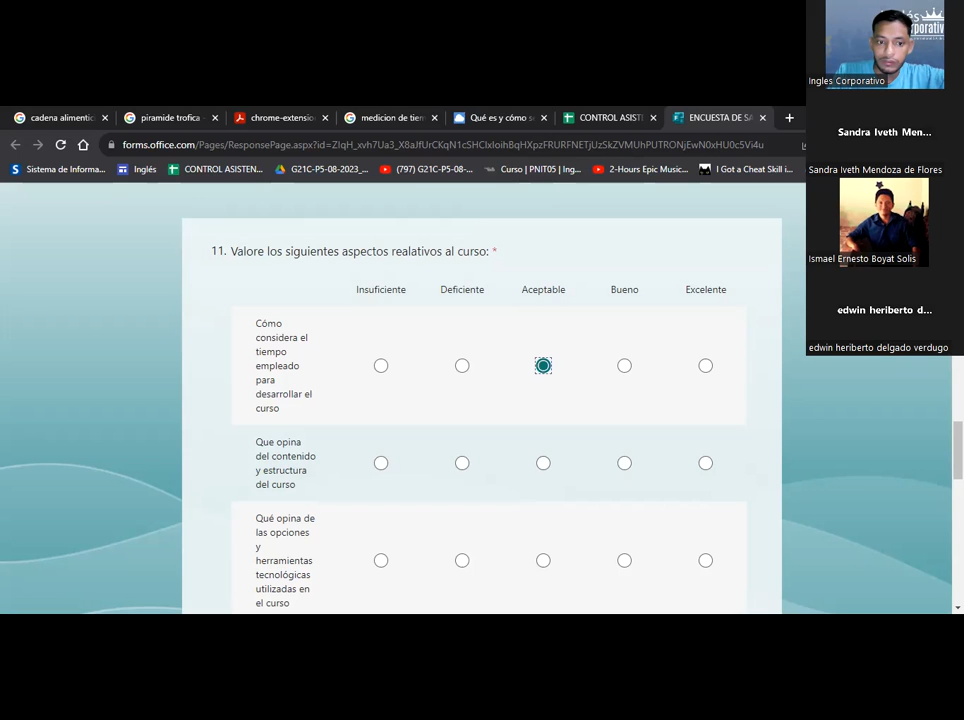 Ingles Corporativo
Sandra Iveth Men...
Sandra Iveth Mendoza de Flores
Ismael Ernesto Boyat Solis
edwin heriberto d...
edwin heriberto delgado verdugo
cadena alimentic
piramide trofica -
chrome-extensio
medicion de tien
Qué es y cómo se
CONTROL ASIST
ENCUESTA DE SA
forms.office.com/Pages/ResponsePage.aspx?id=ZIqH_xvh7Ua3_X8aJfUrCKqN1cSHClxIoihBqHXpzFRURFNETjUzSkZVMUhPUTRONjEwN0xHU0c5Vi4u
Sistema de Informa...
Inglés
CONTROL ASISTEN...
G21C-P5-08-2023_...
(797) G21C-P5-08-...
Curso | PNIT05 | Ing...
2-Hours Epic Music...
I Got a Cheat Skill i...
11. Valore los siguientes aspectos realativos al curso: *
Insuficiente Deficiente Aceptable Bueno Excelente
Cómo
considera el
tiempo
empleado
para
desarrollar el
curso
Que opina
del contenido
y estructura
del curso
Qué opina de
las opciones
y
herramientas
tecnológicas
utilizadas en
el curso